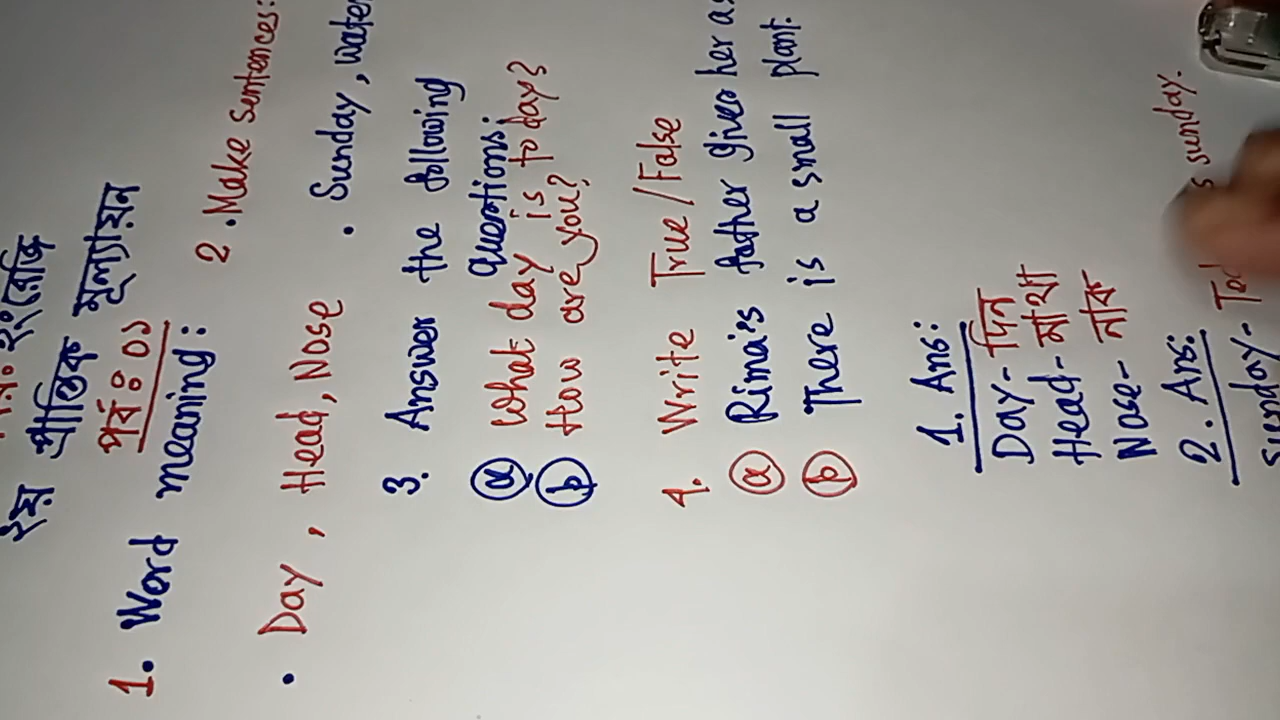 ২য় প্রান্তিক মূল্যায়ন
পর্ব ঃ ০১
1. Word meaning:
• Day, Head, Nose
2. Make sentences:
• Sunday, water
3. Answer the following questions:
ⓐ What day is today?
ⓑ How are you?
4. Write True/False
ⓐ Rima's father gives her a
ⓑ There is a small plant.
1. Ans:
Day - দিন
Head - মাথা
Nose - নাক
2. Ans:
Sunday - sunday.